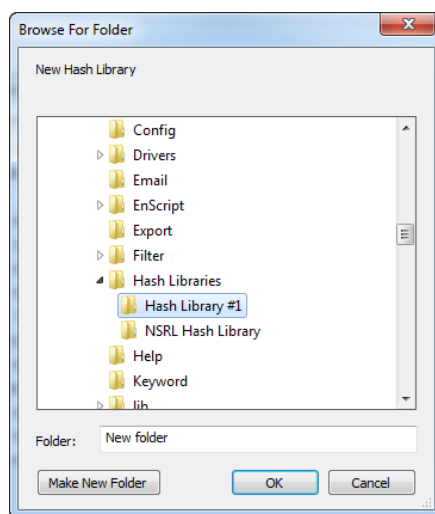 Browse For Folder
New Hash Library
Config
Drivers
Email
EnScript
Export
Filter
Hash Libraries
Hash Library #1
NSRL Hash Library
Help
Keyword
lib
Folder: New folder
Make New Folder OK Cancel